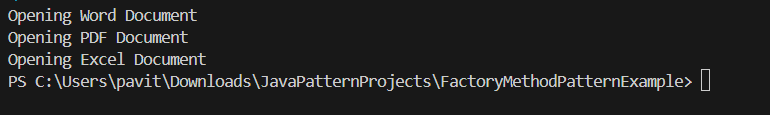 Opening Word Document
Opening PDF Document
Opening Excel Document
PS C:\Users\pavit\Downloads\JavaPatternProjects\FactoryMethodPatternExample>